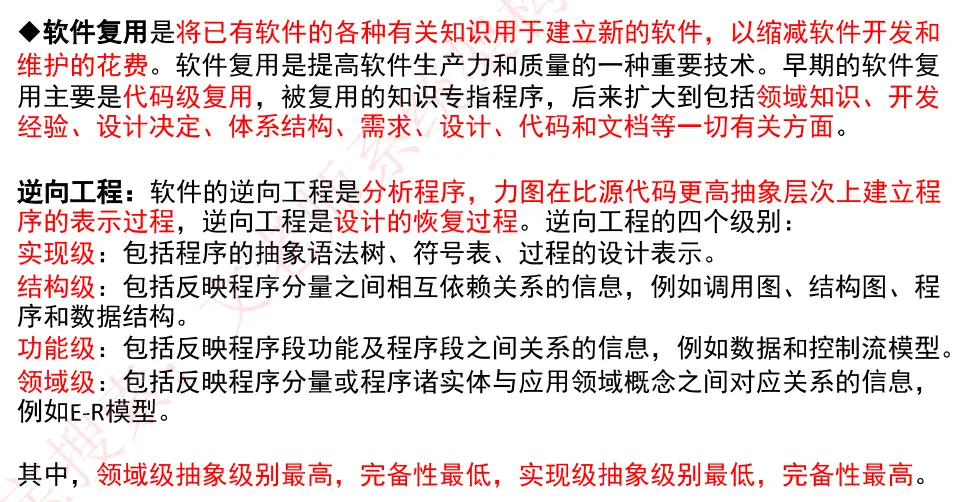 ◆软件复用是将已有软件的各种有关知识用于建立新的软件，以缩减软件开发和
维护的花费。软件复用是提高软件生产力和质量的一种重要技术。早期的软件复
用主要是代码级复用，被复用的知识专指程序，后来扩大到包括领域知识、开发
经验、设计决定、体系结构、需求、设计、代码和文档等一切有关方面。
逆向工程：软件的逆向工程是分析程序，力图在比源代码更高抽象层次上建立程
序的表示过程，逆向工程是设计的恢复过程。逆向工程的四个级别：
实现级：包括程序的抽象语法树、符号表、过程的设计表示。
结构级：包括反映程序分量之间相互依赖关系的信息，例如调用图、结构图、程
序和数据结构。
功能级：包括反映程序段功能及程序段之间关系的信息，例如数据和控制流模型。
领域级：包括反映程序分量或程序诸实体与应用领域概念之间对应关系的信息，
例如E-R模型。
其中，领域级抽象级别最高，完备性最低，实现级抽象级别最低，完备性最高。